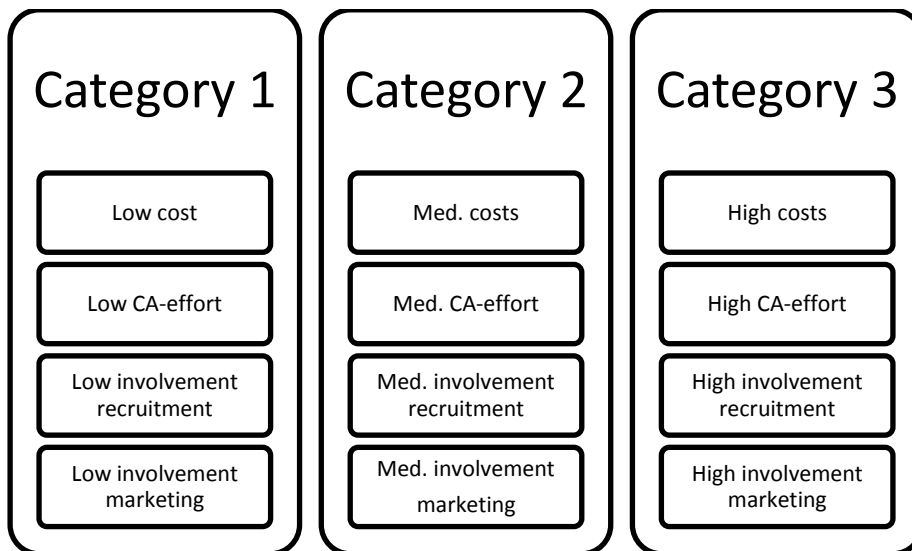 Category 1
Low cost
Low CA-effort
Low involvement
recruitment
Low involvement
marketing
Category 2
Med. costs
Med. CA-effort
Med. involvement
recruitment
Med. involvement
marketing
Category 3
High costs
High CA-effort
High involvement
recruitment
High involvement
marketing